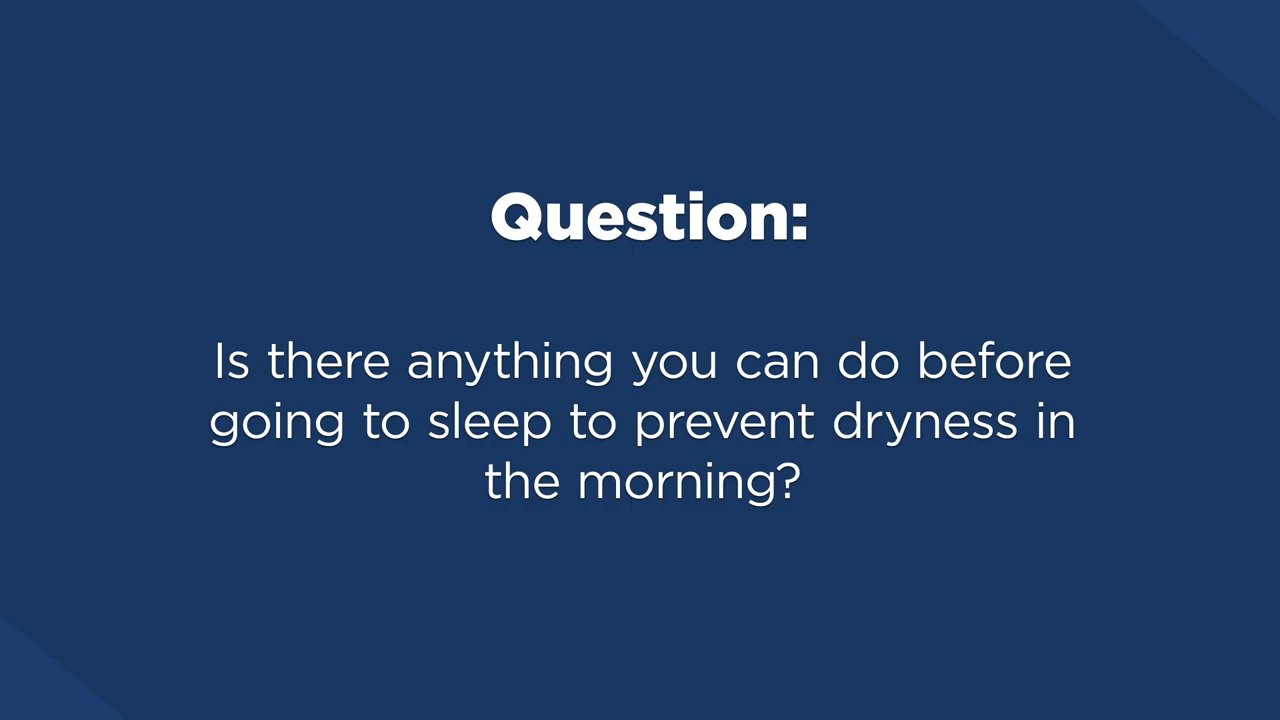 Question:
Is there anything you can do before
going to sleep to prevent dryness in
the morning?